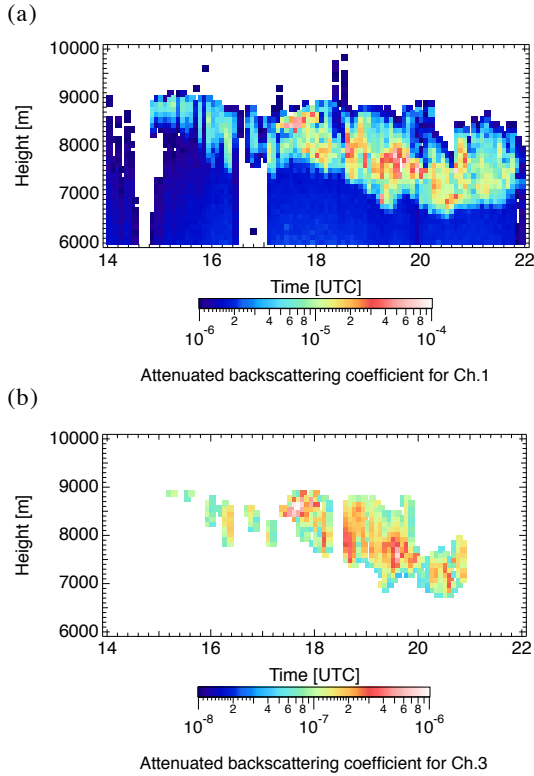 (a)
10000
9000
8000
7000
6000
Height [m]
14 16 18 20 22
Time [UTC]
2 4 6 8 2 4 6 8
10-6 10-5 10-4
Attenuated backscattering coefficient for Ch.1
(b)
10000
9000
8000
7000
6000
Height [m]
14 16 18 20 22
Time [UTC]
2 4 6 8 2 4 6 8
10-8 10-7 10-6
Attenuated backscattering coefficient for Ch.3